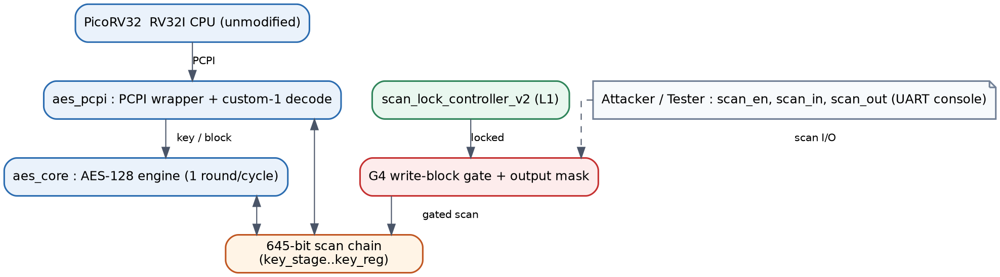 PicoRV32  RV32I CPU (unmodified)
PCPI
aes_pcpi : PCPI wrapper + custom-1 decode
scan_lock_controller_v2 (L1)
Attacker / Tester : scan_en, scan_in, scan_out (UART console)
key / block
locked
scan I/O
aes_core : AES-128 engine (1 round/cycle)
G4 write-block gate + output mask
gated scan
645-bit scan chain
(key_stage..key_reg)